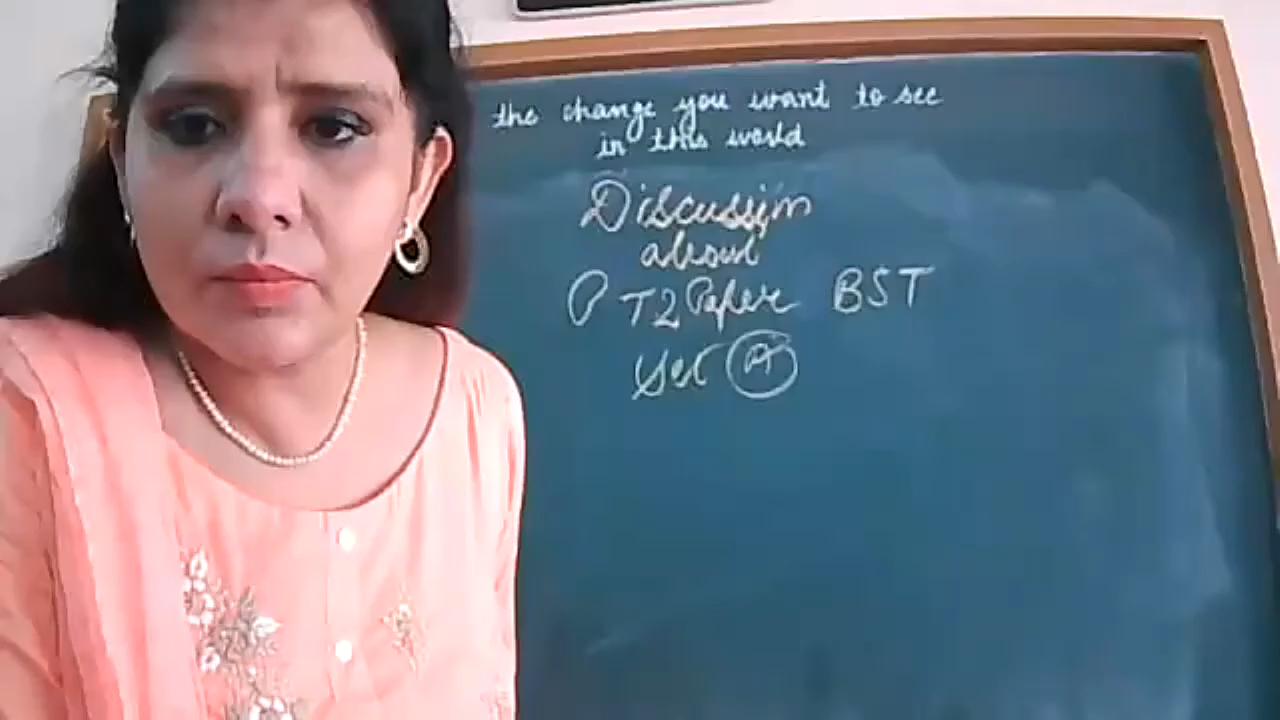 the change you want to see
in this world
Discussion
about
PT2 Paper BST
Set A